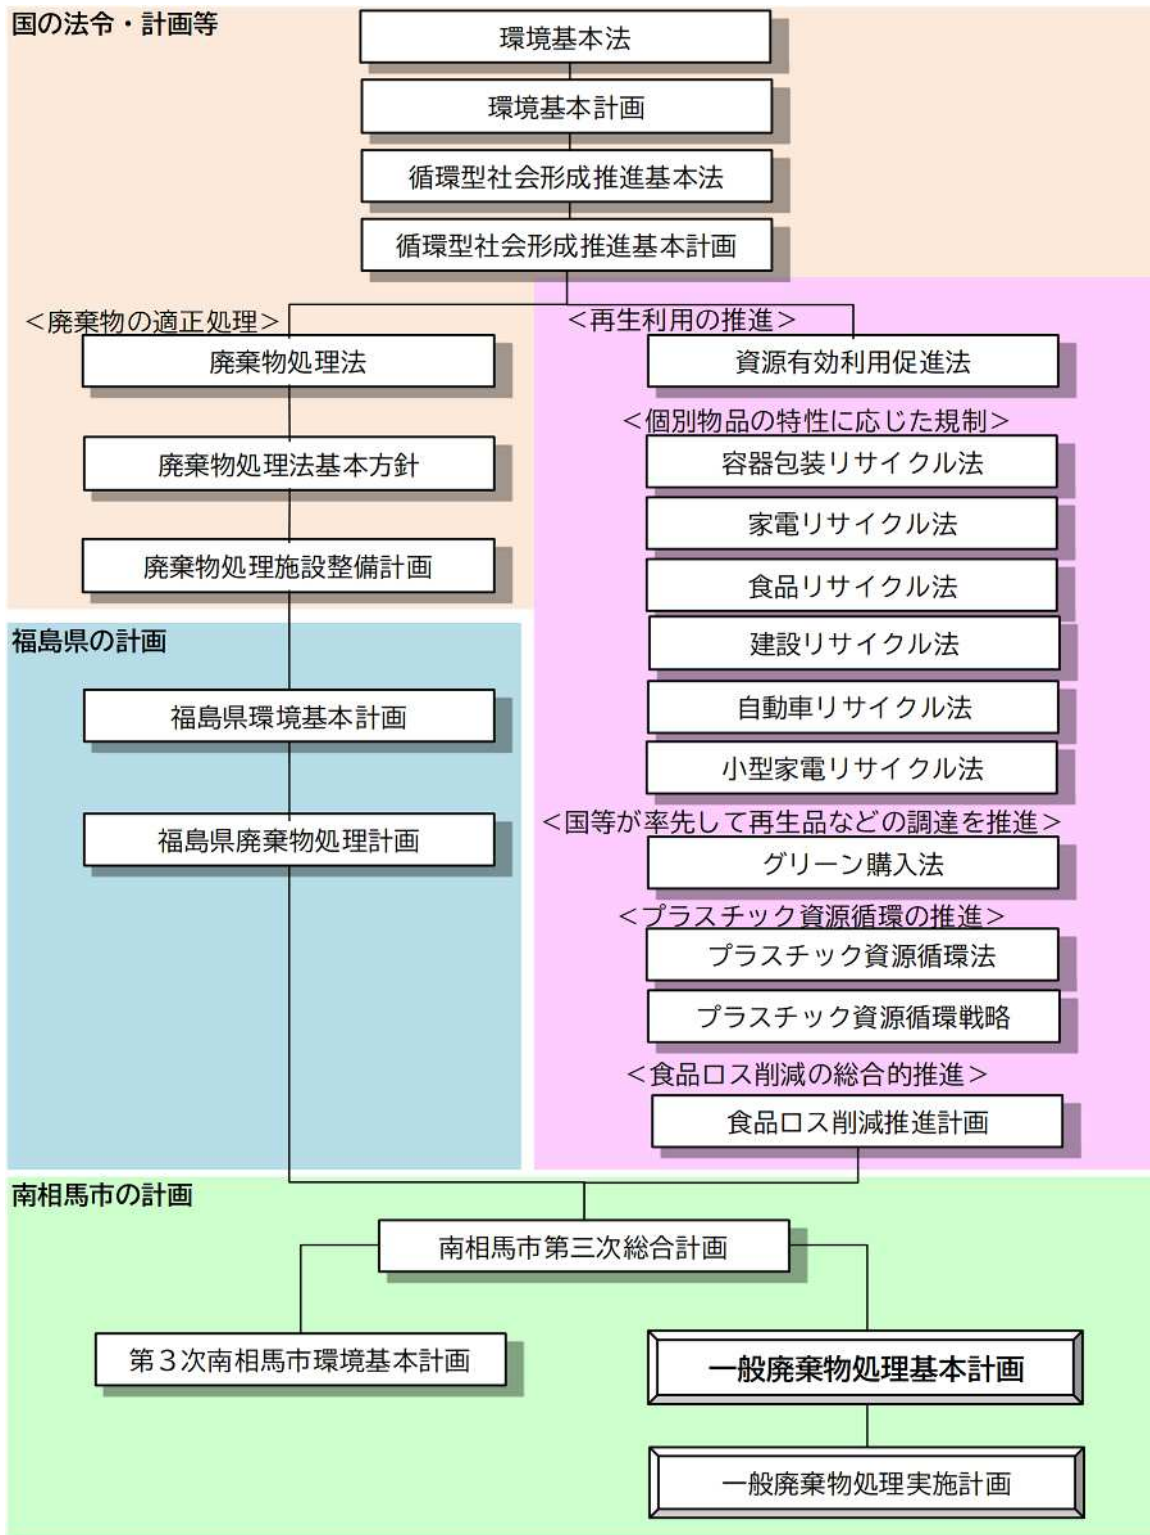 国の法令・計画等
環境基本法
環境基本計画
循環型社会形成推進基本法
循環型社会形成推進基本計画
＜廃棄物の適正処理＞
廃棄物処理法
廃棄物処理法基本方針
廃棄物処理施設整備計画
＜再生利用の推進＞
資源有効利用促進法
＜個別物品の特性に応じた規制＞
容器包装リサイクル法
家電リサイクル法
食品リサイクル法
建設リサイクル法
自動車リサイクル法
小型家電リサイクル法
＜国等が率先して再生品などの調達を推進＞
グリーン購入法
＜プラスチック資源循環の推進＞
プラスチック資源循環法
プラスチック資源循環戦略
＜食品ロス削減の総合的推進＞
食品ロス削減推進計画
福島県の計画
福島県環境基本計画
福島県廃棄物処理計画
南相馬市の計画
南相馬市第三次総合計画
第３次南相馬市環境基本計画
一般廃棄物処理基本計画
一般廃棄物処理実施計画